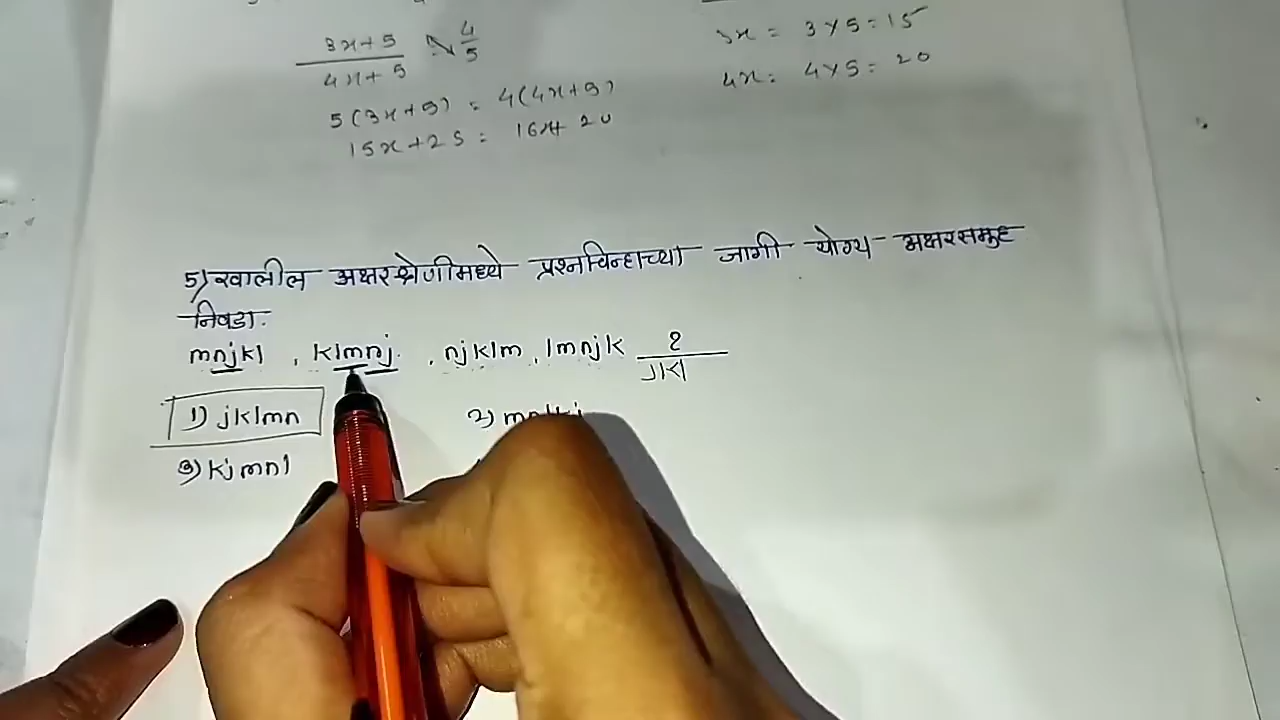 3x+5 4
4x+5 5
5(3x+5) = 4(4x+5)
15x+25 = 16x+20
3x = 3×5=15
4x = 4×5= 20
5) खालील अक्षरश्रेणीमध्ये प्रश्नचिन्हाच्या जागी योग्य अक्षरसमुह
निवडा.
mnjkl , klmnj. , njklm , lmnjk ?
jkl
1) jklmn 2)
3) kjmnl